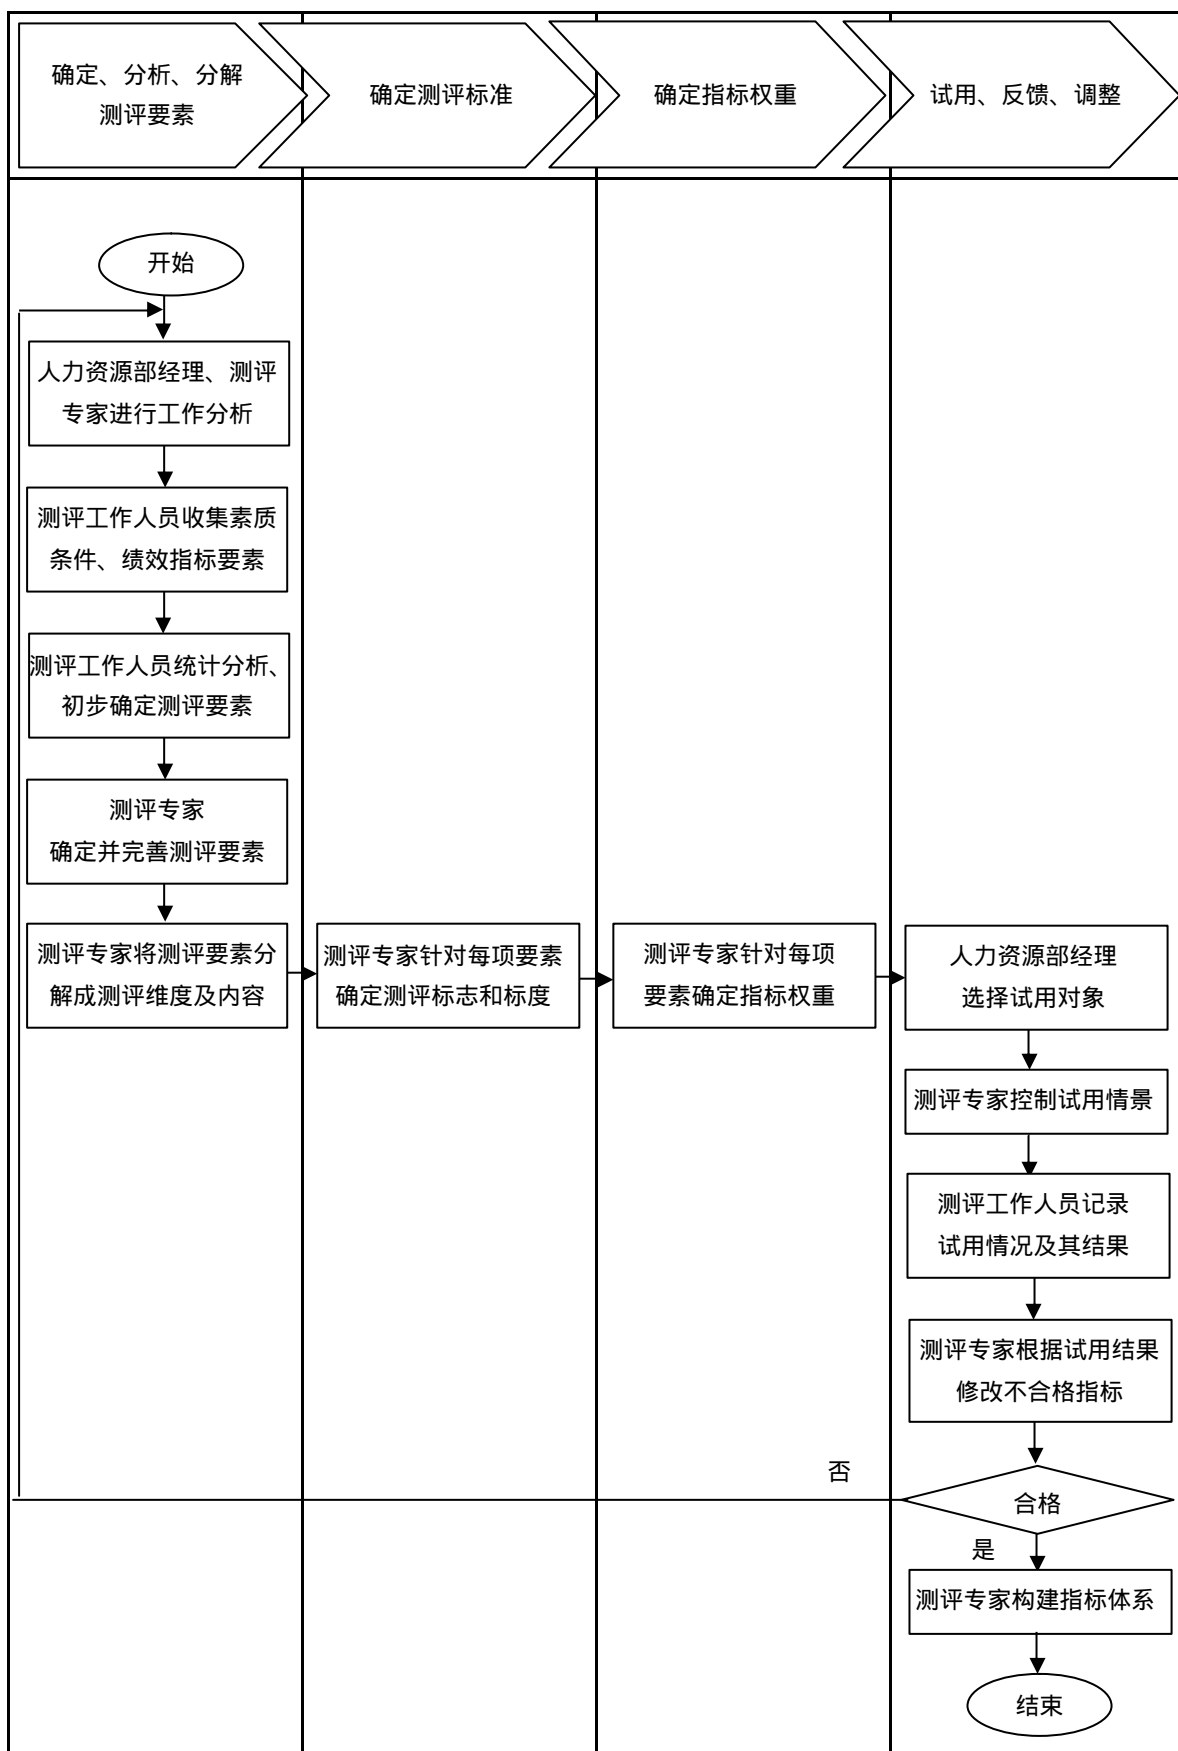 确定、分析、分解
测评要素
确定测评标准
确定指标权重
试用、反馈、调整
开始
人力资源部经理、测评
专家进行工作分析
测评工作人员收集素质
条件、绩效指标要素
测评工作人员统计分析、
初步确定测评要素
测评专家
确定并完善测评要素
测评专家将测评要素分
解成测评维度及内容
测评专家针对每项要素
确定测评标志和标度
测评专家针对每项
要素确定指标权重
人力资源部经理
选择试用对象
测评专家控制试用情景
测评工作人员记录
试用情况及其结果
测评专家根据试用结果
修改不合格指标
否
合格
是
测评专家构建指标体系
结束